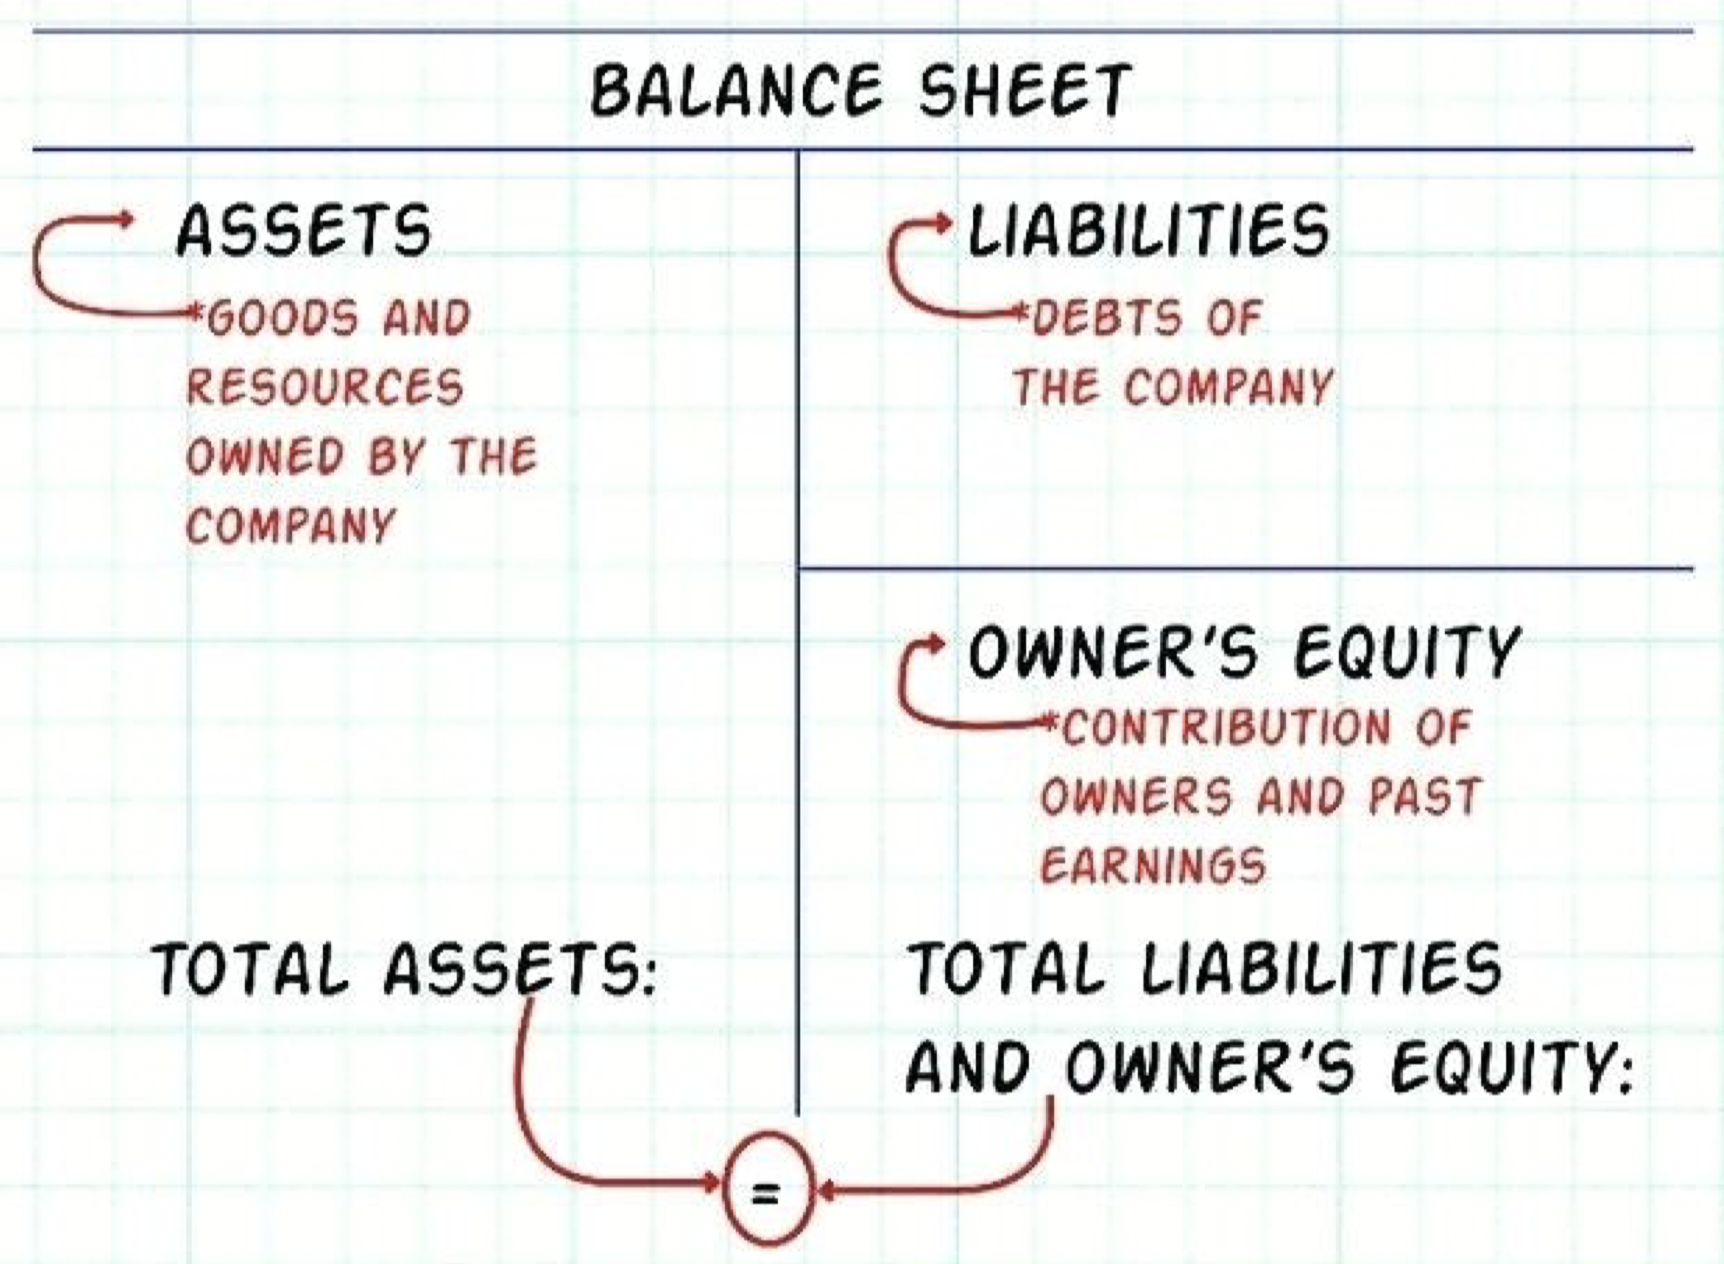 BALANCE SHEET
ASSETS
*GOODS AND
RESOURCES
OWNED BY THE
COMPANY
LIABILITIES
*DEBTS OF
THE COMPANY
OWNER'S EQUITY
*CONTRIBUTION OF
OWNERS AND PAST
EARNINGS
TOTAL ASSETS:
TOTAL LIABILITIES
AND OWNER'S EQUITY:
=